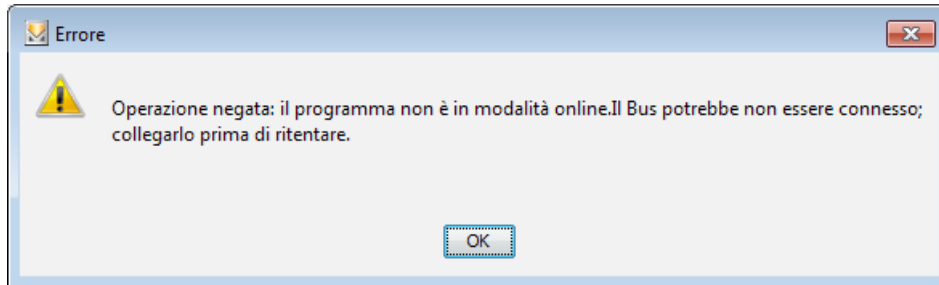 Errore
Operazione negata: il programma non è in modalità online.Il Bus potrebbe non essere connesso;
collegarlo prima di ritentare.
OK